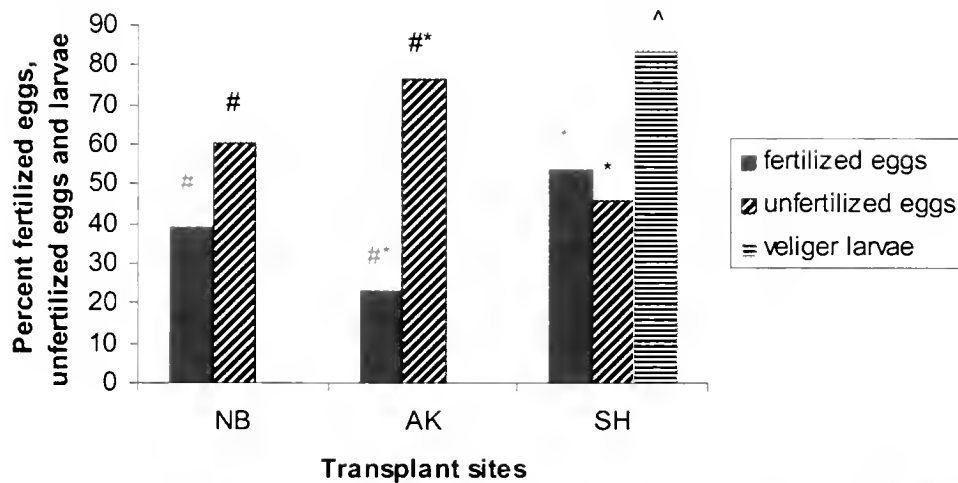 Percent fertilized eggs,
unfertilized eggs and larvae
90
80
70
60
50
40
30
20
10
0
#
#
#*
#*
*
*
^
NB
AK
SH
Transplant sites
fertilized eggs
unfertilized eggs
veliger larvae